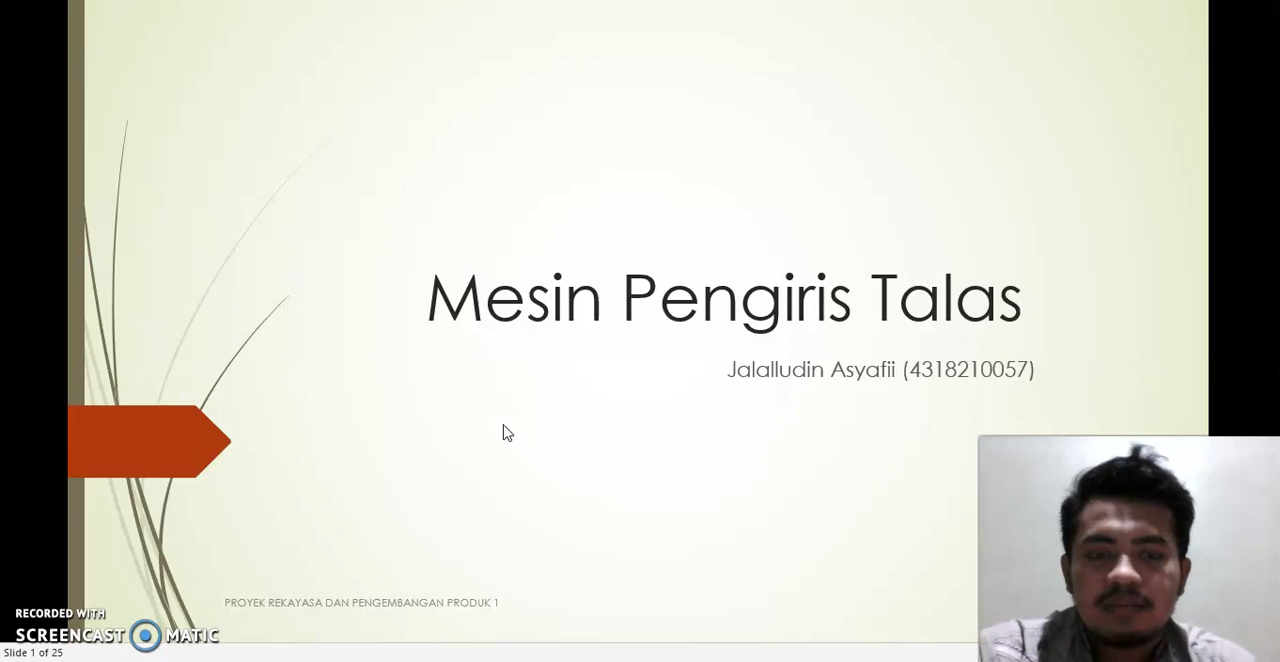 Mesin Pengiris Talas
Jalalludin Asyafii (4318210057)
PROYEK REKAYASA DAN PENGEMBANGAN PRODUK 1
RECORDED WITH
SCREENCAST MATIC
Slide 1 of 25